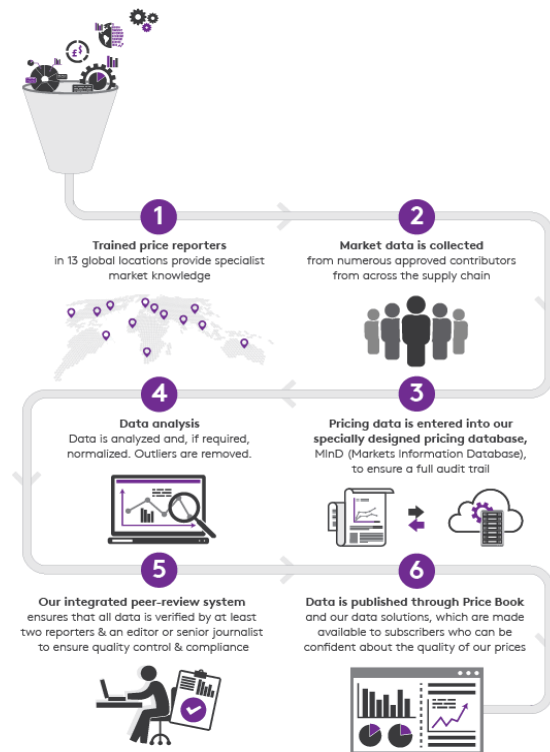 1
Trained price reporters
in 13 global locations provide specialist
market knowledge
2
Market data is collected
from numerous approved contributors
from across the supply chain
3
Pricing data is entered into our
specially designed pricing database,
MInD (Markets Information Database),
to ensure a full audit trail
4
Data analysis
Data is analyzed and, if required,
normalized. Outliers are removed.
5
Our integrated peer-review system
ensures that all data is verified by at least
two reporters & an editor or senior journalist
to ensure quality control & compliance
6
Data is published through Price Book
and our data solutions, which are made
available to subscribers who can be
confident about the quality of our prices